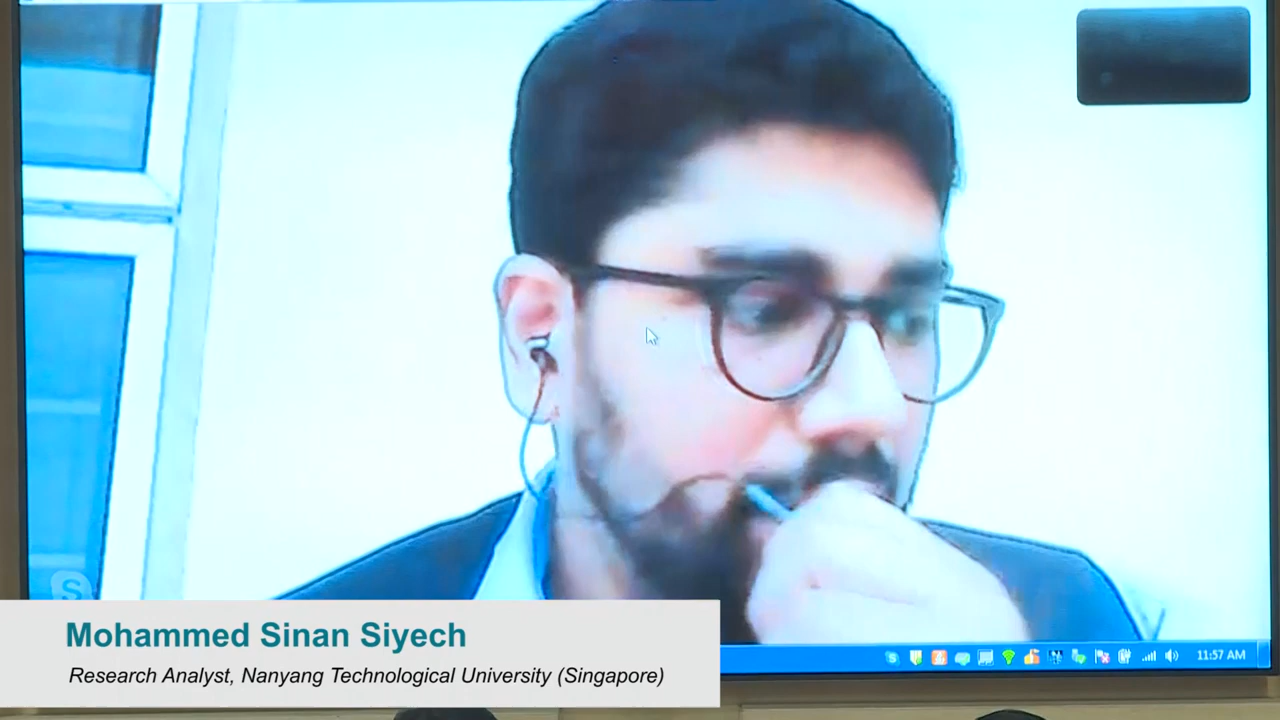 S
Mohammed Sinan Siyech
Research Analyst, Nanyang Technological University (Singapore)
11:57 AM